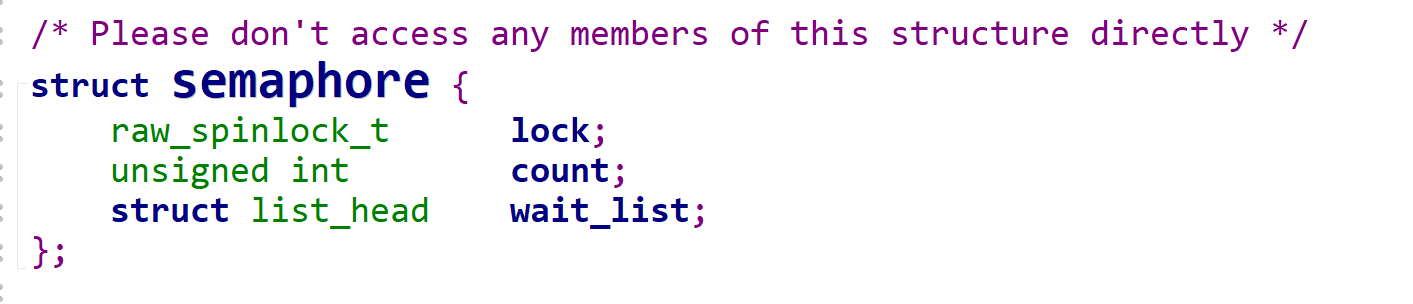 /* Please don't access any members of this structure directly */
struct semaphore {
    raw_spinlock_t      lock;
    unsigned int        count;
    struct list_head    wait_list;
};